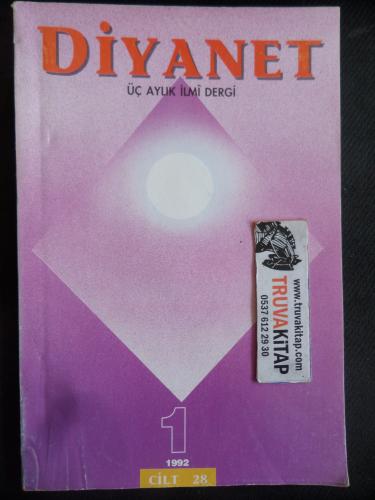 DİYANET
ÜÇ AYLIK İLMÎ DERGİ
www.truvakitap.com
TRUVAKİTAP
0537 612 29 30
1
1992
CİLT 28